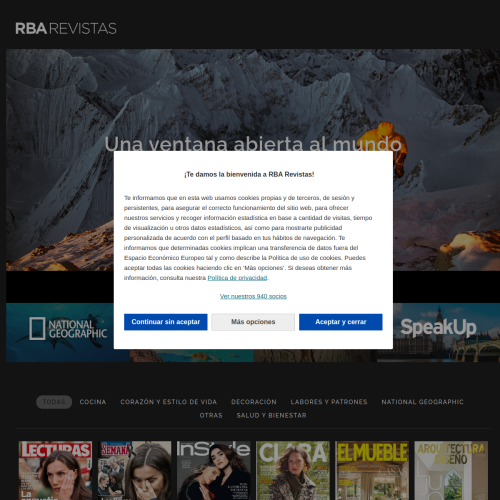 RBA REVISTAS
Una ventana abierta al mundo
¡Te damos la bienvenida a RBA Revistas!
Te informamos que en esta web usamos cookies propias y de terceros, de sesión y
persistentes, para asegurar el correcto funcionamiento del sitio web, para ofrecer
nuestros servicios y recoger información estadística en base a cantidad de visitas, tiempo
de visualización u otros datos estadísticos, así como para mostrarte publicidad
personalizada de acuerdo con el perfil basado en tus hábitos de navegación. Te
informamos que determinadas cookies implican una transferencia de datos fuera del
Espacio Económico Europeo tal y como describe la Política de uso de cookies. Puedes
aceptar todas las cookies haciendo clic en 'Más opciones'. Si deseas obtener más
información, consulta nuestra Política de privacidad.
Ver nuestros 940 socios
Continuar sin aceptar Más opciones Aceptar y cerrar
NATIONAL
GEOGRAPHIC
SpeakUp
TODAS COCINA CORAZÓN Y ESTILO DE VIDA DECORACIÓN LABORES Y PATRONES NATIONAL GEOGRAPHIC
OTRAS SALUD Y BIENESTAR
LECTURAS SEMANA InStyle CLARA EL MUEBLE ARQUITECTURA
DISEÑO